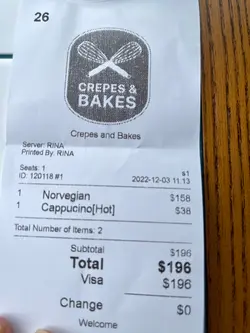 26
CREPES &
BAKES
Crepes and Bakes
Server: RINA
Printed By: RINA
Seats: 1
ID: 120118 #1 2022-12-03 11:13
s1
1 Norvegian $158
1 Cappucino[Hot] $38
Total Number of Items: 2
Subtotal $196
Total $196
Visa $196
Change $0
Welcome